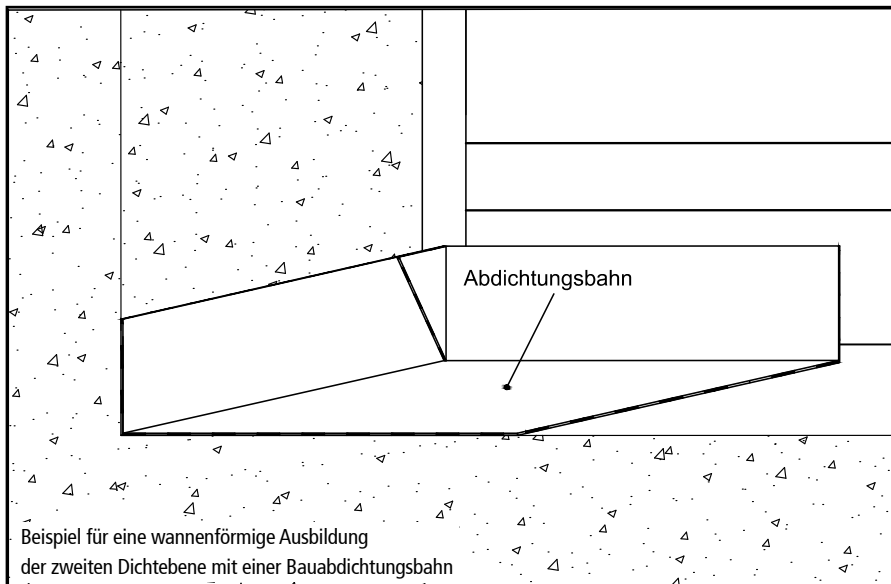 Abdichtungsbahn
Beispiel für eine wannenförmige Ausbildung
der zweiten Dichtebene mit einer Bauabdichtungsbahn